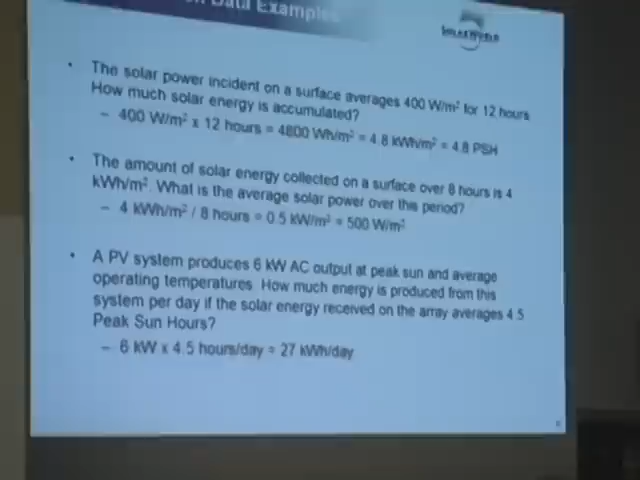 Data Examples
SOLARWORLD
• The solar power incident on a surface averages 400 W/m² for 12 hours
How much solar energy is accumulated?
– 400 W/m² x 12 hours = 4800 Wh/m² = 4.8 kWh/m² = 4.8 PSH
• The amount of solar energy collected on a surface over 8 hours is 4
kWh/m². What is the average solar power over this period?
– 4 kWh/m² / 8 hours = 0.5 kW/m² = 500 W/m²
• A PV system produces 6 kW AC output at peak sun and average
operating temperatures. How much energy is produced from this
system per day if the solar energy received on the array averages 4.5
Peak Sun Hours?
– 6 kW x 4.5 hours/day = 27 kWh/day